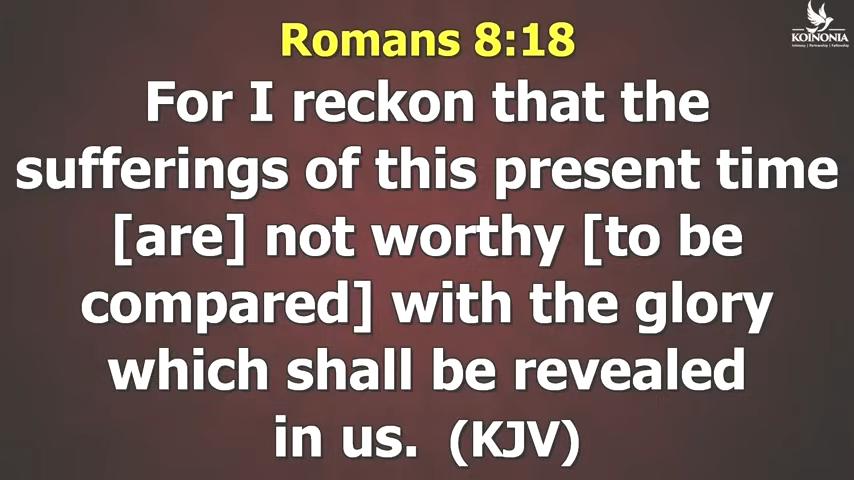 KOINONIA
Romans 8:18
For I reckon that the
sufferings of this present time
[are] not worthy [to be
compared] with the glory
which shall be revealed
in us. (KJV)